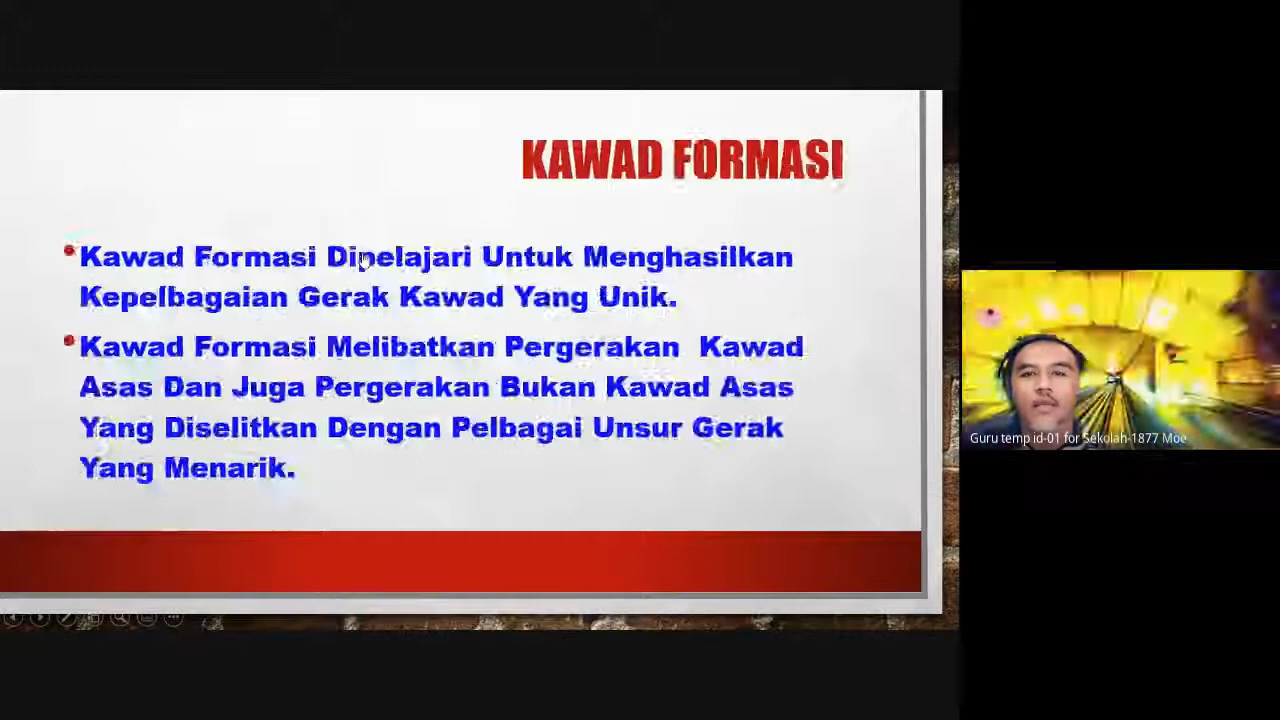 KAWAD FORMASI
Kawad Formasi Dipelajari Untuk Menghasilkan
Kepelbagaian Gerak Kawad Yang Unik.
Kawad Formasi Melibatkan Pergerakan Kawad
Asas Dan Juga Pergerakan Bukan Kawad Asas
Yang Diselitkan Dengan Pelbagai Unsur Gerak
Yang Menarik.
Guru temp id-01 for Sekolah-1877 Moe